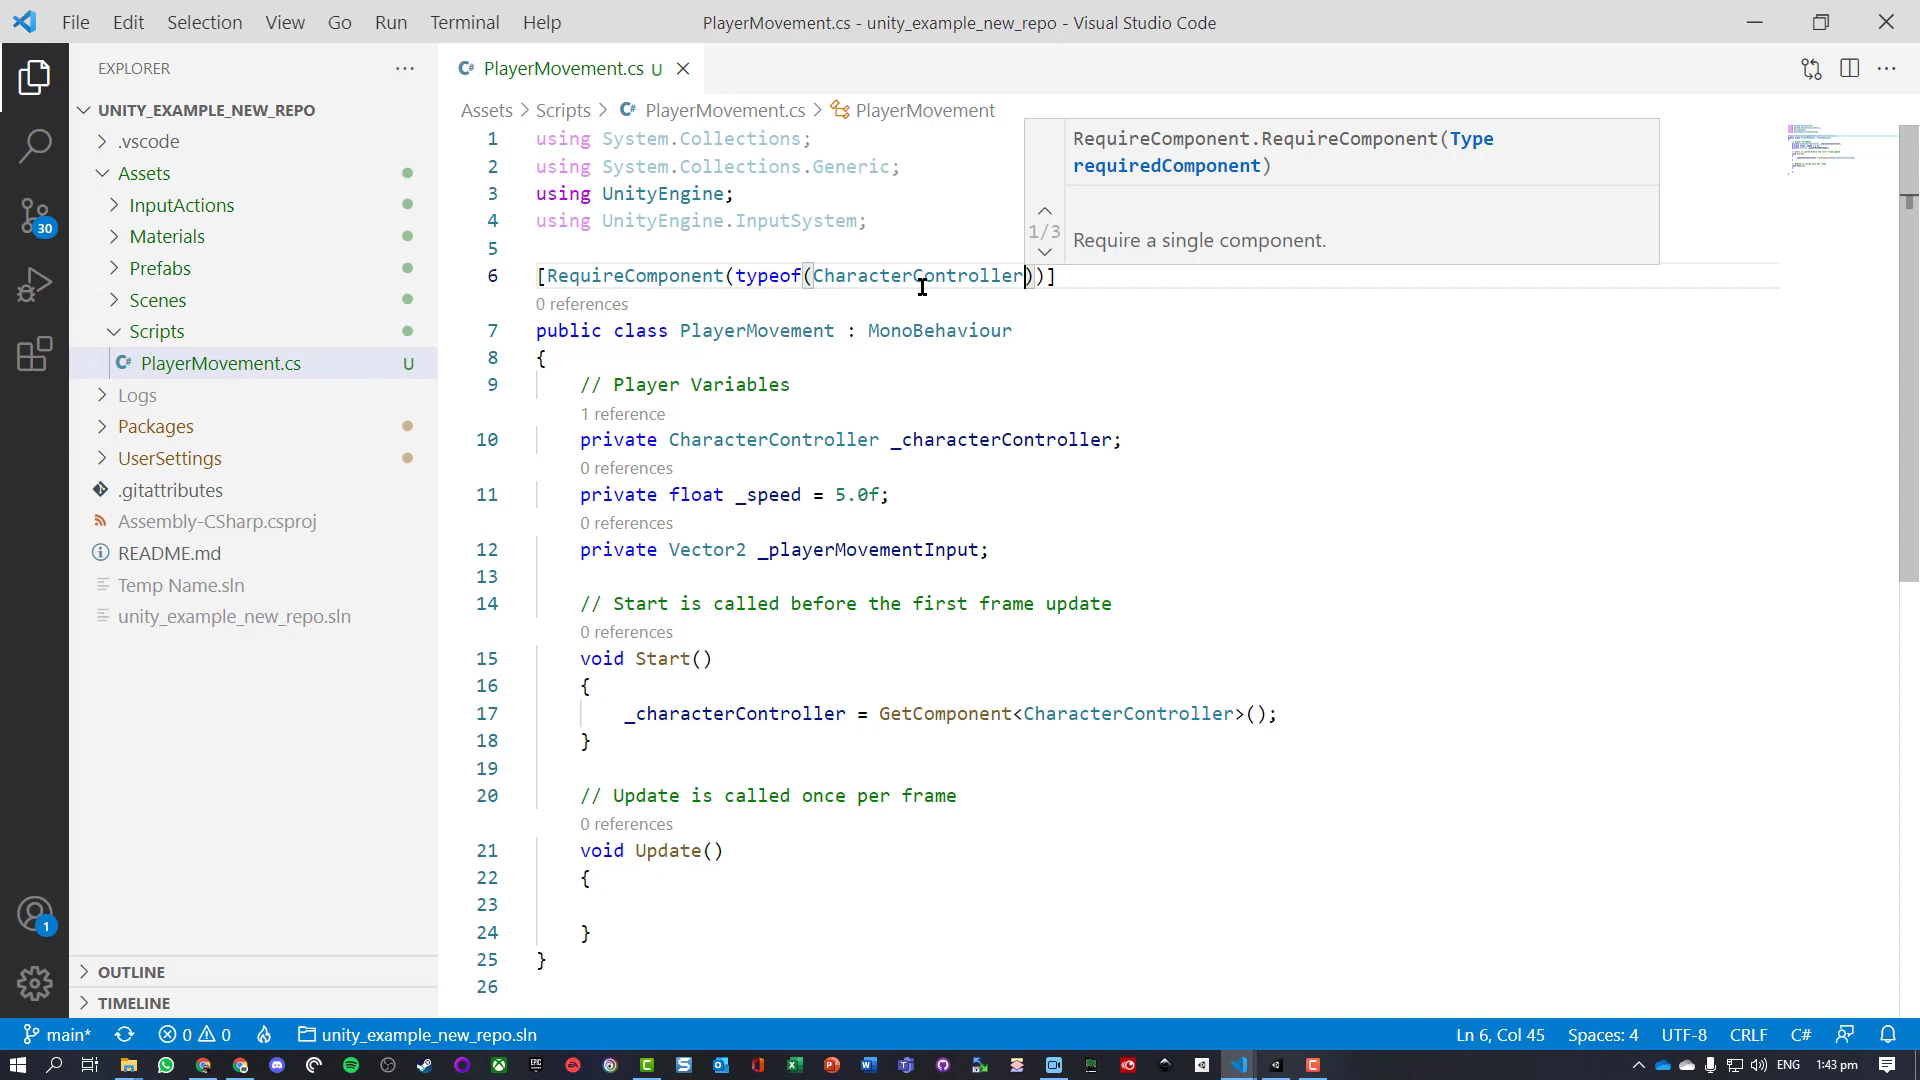 File Edit Selection View Go Run Terminal Help
PlayerMovement.cs - unity_example_new_repo - Visual Studio Code
EXPLORER
UNITY_EXAMPLE_NEW_REPO
.vscode
Assets
InputActions
Materials
Prefabs
Scenes
Scripts
C# PlayerMovement.cs U
Logs
Packages
UserSettings
.gitattributes
Assembly-CSharp.csproj
README.md
Temp Name.sln
unity_example_new_repo.sln
OUTLINE
TIMELINE
30
1
C# PlayerMovement.cs U
Assets > Scripts > C# PlayerMovement.cs > PlayerMovement
1 using System.Collections;
2 using System.Collections.Generic;
3 using UnityEngine;
4 using UnityEngine.InputSystem;
5
6 [RequireComponent(typeof(CharacterController))]
0 references
7 public class PlayerMovement : MonoBehaviour
8 {
9 // Player Variables
1 reference
10 private CharacterController _characterController;
0 references
11 private float _speed = 5.0f;
0 references
12 private Vector2 _playerMovementInput;
13
14 // Start is called before the first frame update
0 references
15 void Start()
16 {
17 _characterController = GetComponent<CharacterController>();
18 }
19
20 // Update is called once per frame
0 references
21 void Update()
22 {
23
24 }
25 }
26
RequireComponent.RequireComponent(Type
requiredComponent)
1/3
Require a single component.
main* 0 0 unity_example_new_repo.sln
Ln 6, Col 45 Spaces: 4 UTF-8 CRLF C#
ENG 1:43 pm